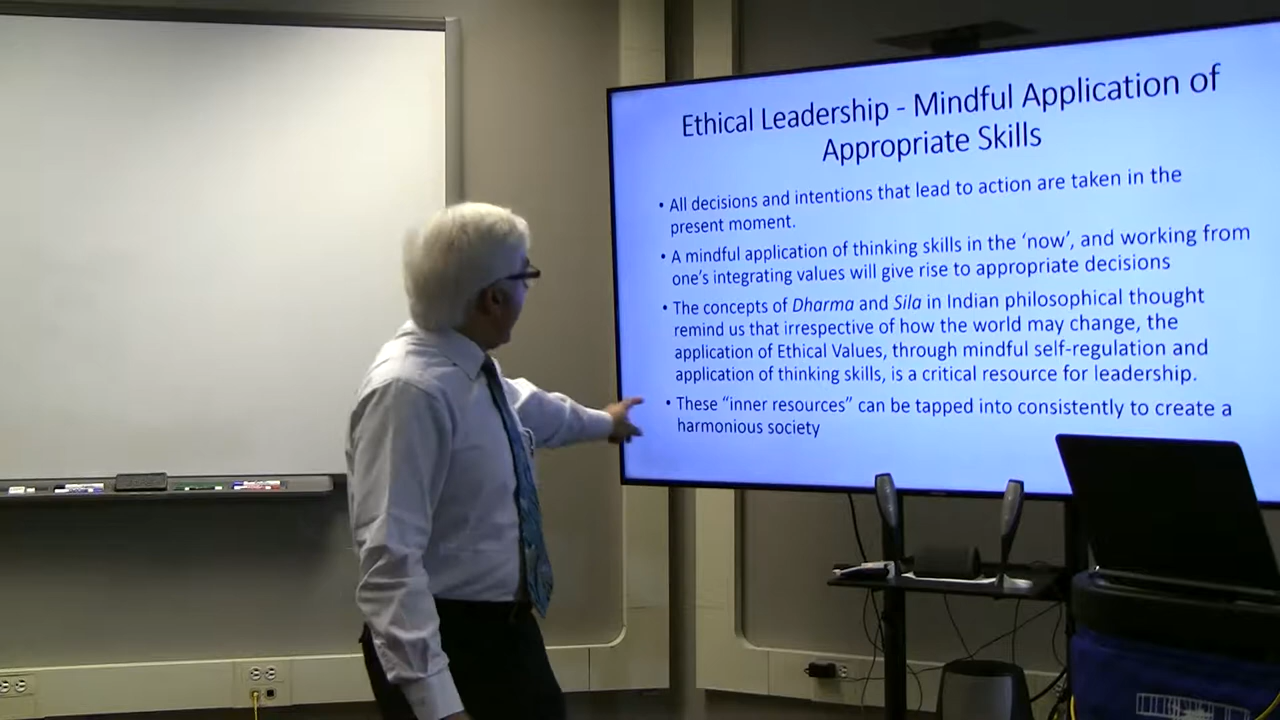 Ethical Leadership - Mindful Application of
Appropriate Skills
• All decisions and intentions that lead to action are taken in the
present moment.
• A mindful application of thinking skills in the ‘now’, and working from
one’s integrating values will give rise to appropriate decisions
• The concepts of Dharma and Sila in Indian philosophical thought
remind us that irrespective of how the world may change, the
application of Ethical Values, through mindful self-regulation and
application of thinking skills, is a critical resource for leadership.
• These “inner resources” can be tapped into consistently to create a
harmonious society